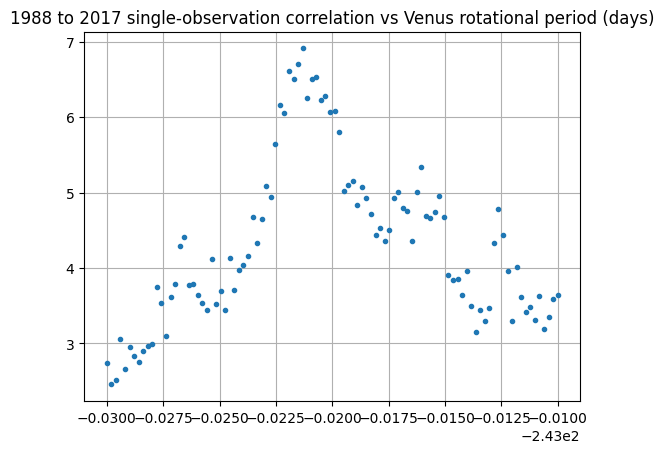 1988 to 2017 single-observation correlation vs Venus rotational period (days)
7
6
5
4
3
−0.0300 −0.0275 −0.0250 −0.0225 −0.0200 −0.0175 −0.0150 −0.0125 −0.0100
−2.43e2